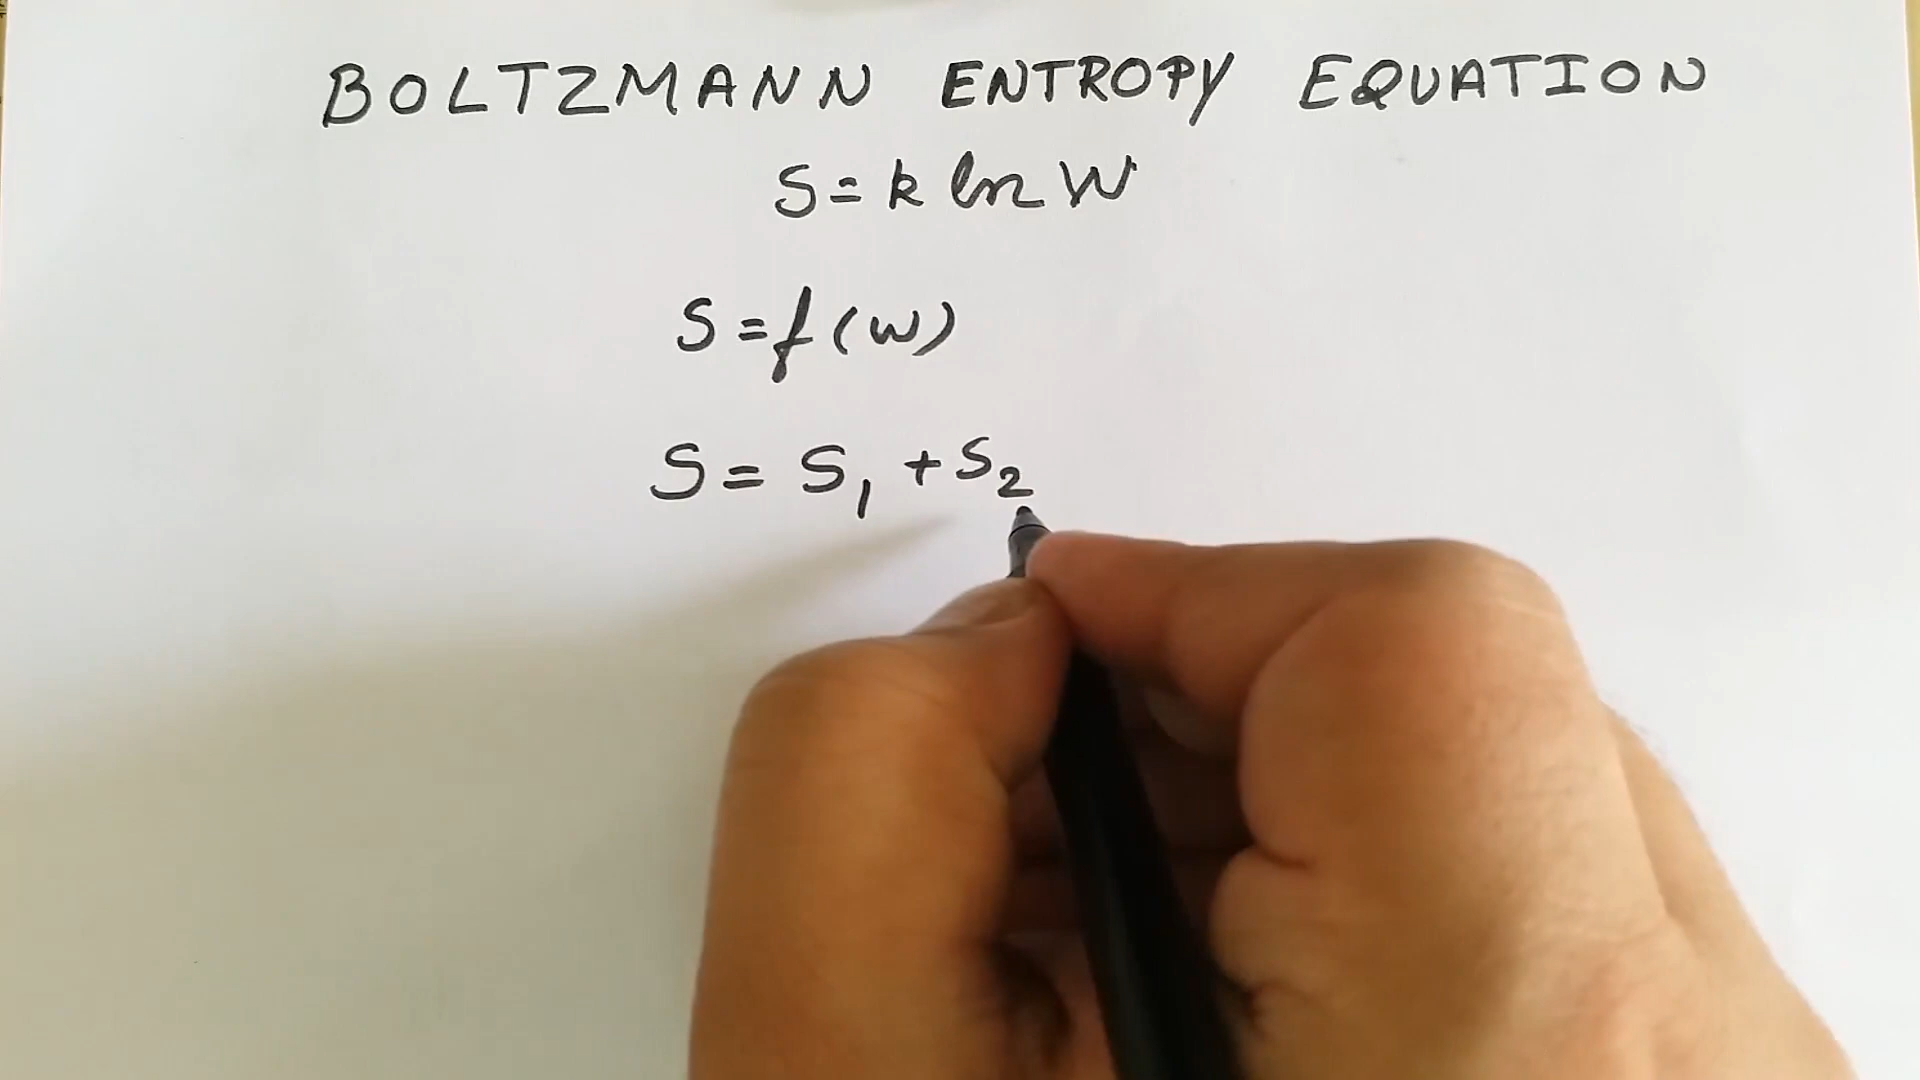 BOLTZMANN ENTROPY EQUATION
S = k ln W
S = f (w)
S = S₁ + S₂